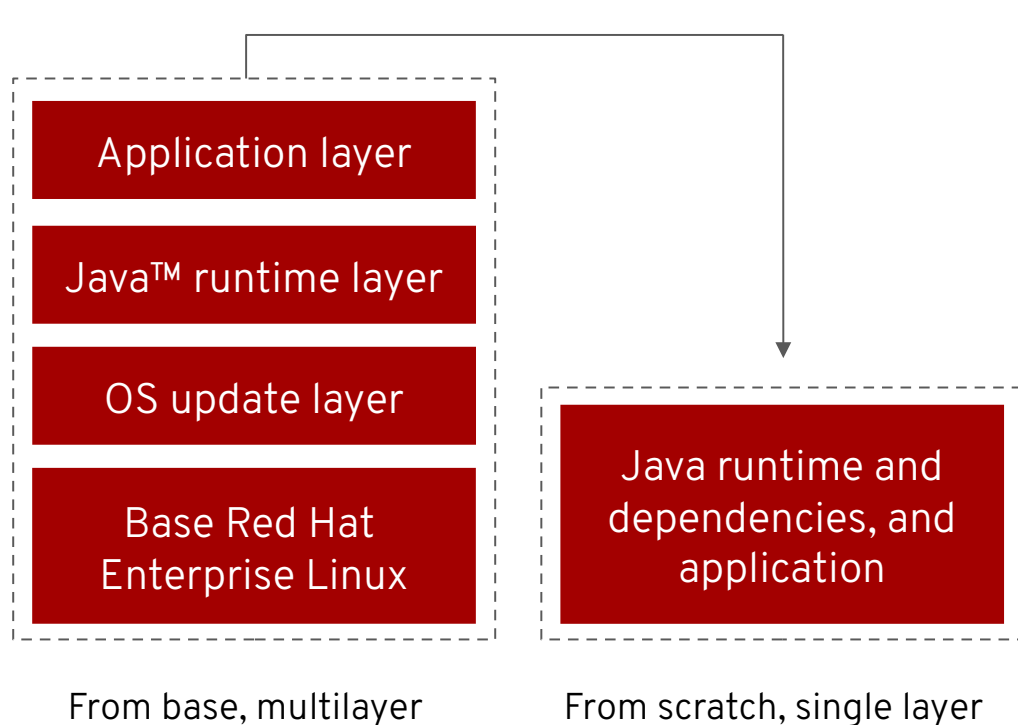 Application layer
Java™ runtime layer
OS update layer
Base Red Hat
Enterprise Linux
From base, multilayer
Java runtime and
dependencies, and
application
From scratch, single layer